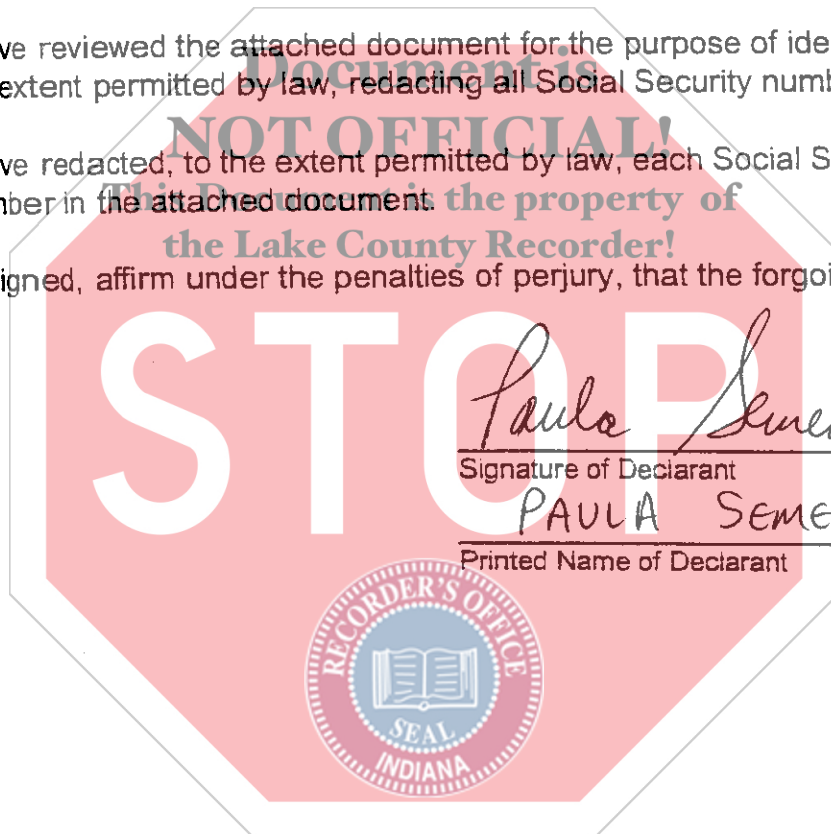 ve reviewed the attached document for the purpose of ide
Document is
extent permitted by law, redacting all Social Security numb
NOT OFFICIAL!
ve redacted, to the extent permitted by law, each Social S
This Document is the property of
nber in the attached document.
the Lake County Recorder!
igned, affirm under the penalties of perjury, that the forgoi
STOP
Paula Seme
Signature of Declarant
PAULA SEME
Printed Name of Declarant
RECORDER'S OFFICE
SEAL
INDIANA